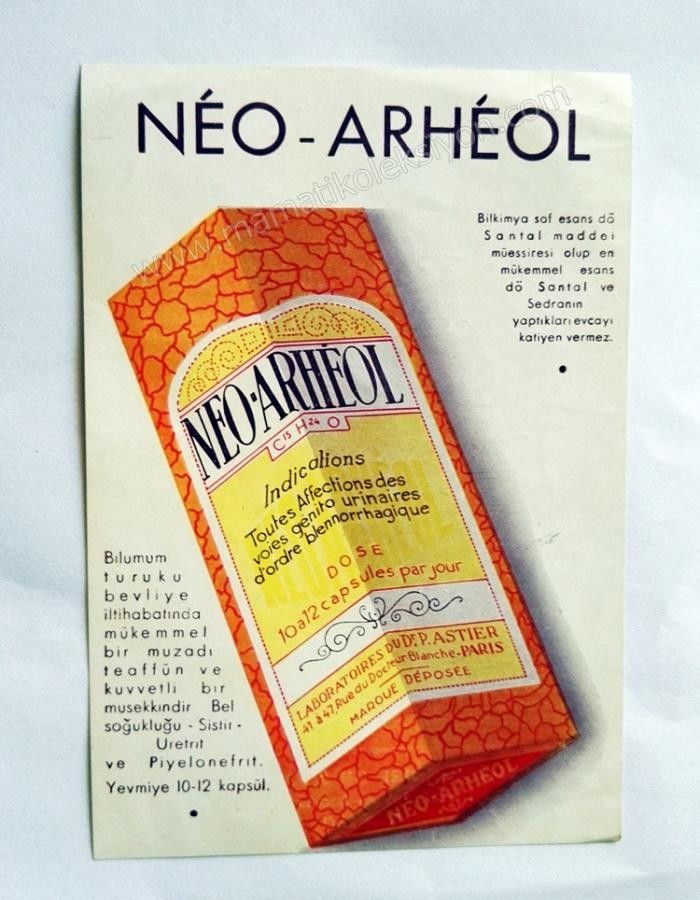 NÉO - ARHÉOL
www.mamatikoleksiyon.com
Bilkimya saf esans dö
Santal maddei
müessiresi olup en
mükemmel esans
dö Santal ve
Sedranın
yaptıkları evcayı
katiyen vermez.
NÉO-ARHÉOL
C15 H24 O
Indications
Toutes Affections des
voies génito urinaires
d'ordre blennorrhagique
DOSE
10 à 12 capsules par jour
LABORATOIRES DU Dr. P. ASTIER
41 à 47, Rue du Docteur Blanche - PARIS
MARQUE DÉPOSÉE
NÉO-ARHÉOL
Bilumum
turuku
bevliye
iltihabatında
mükemmel
bir muzadı
teaffün ve
kuvvetli bir
musekkindir Bel
soğukluğu - Sistit -
Üretrit
ve Piyelonefrit.
Yevmiye 10-12 kapsül.